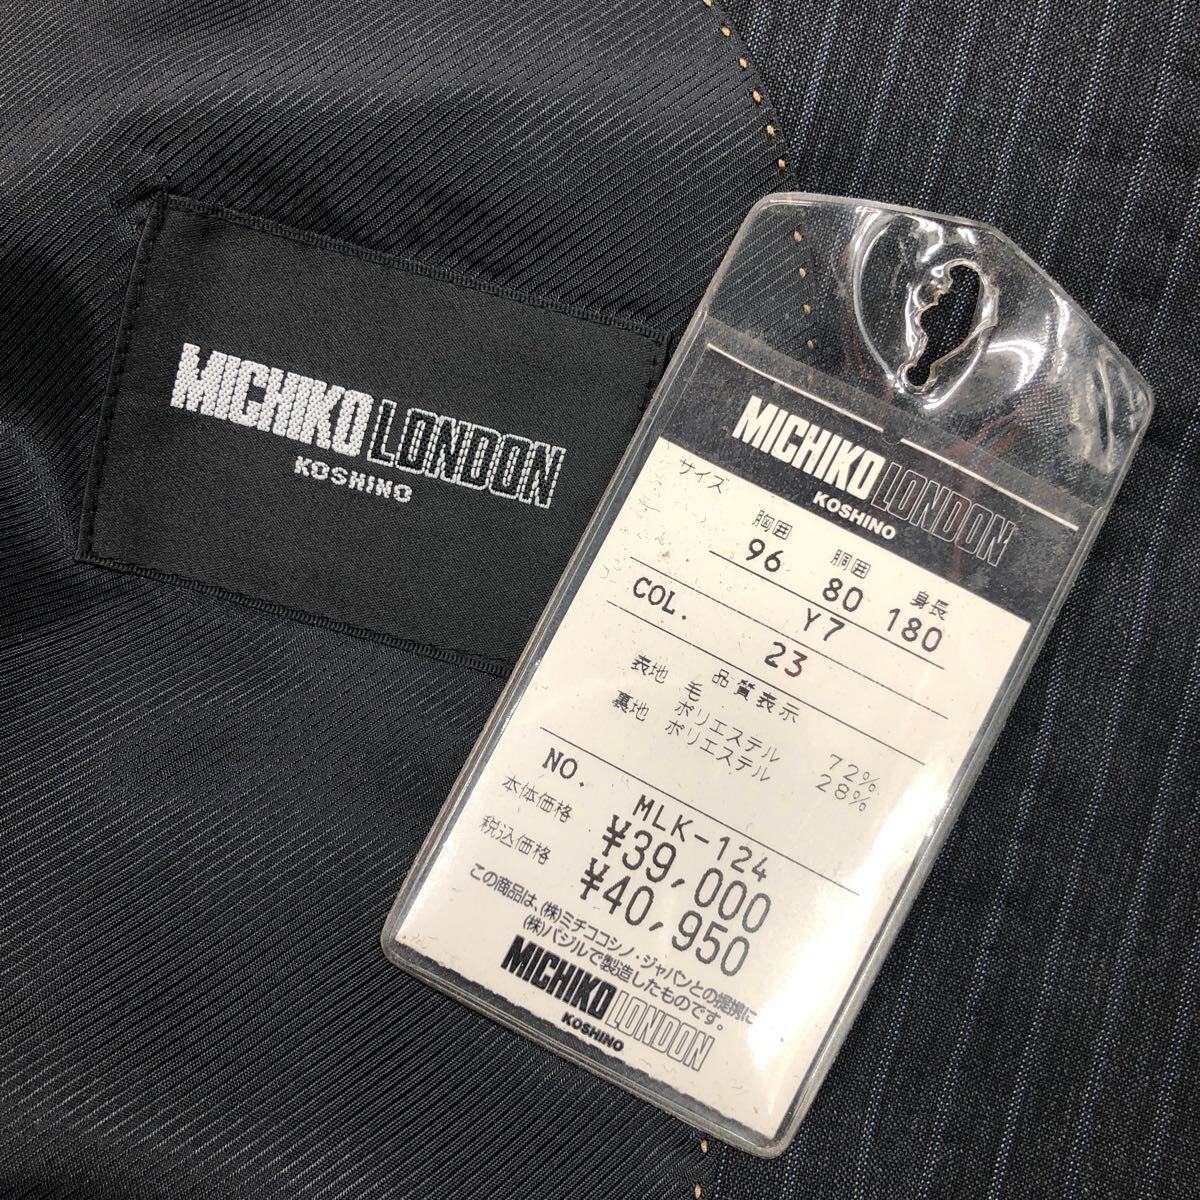 MICHIKO LONDON
KOSHINO
MICHIKO LONDON
KOSHINO
サイズ
胸囲 胴囲 身長
96 80 180
Y7
COL. 23
品質表示
表地 毛 72%
ポリエステル 28%
裏地 ポリエステル
NO. MLK-124
本体価格 ¥39,000
税込価格 ¥40,950
この商品は、(株)ミチココシノ・ジャパンとの提携に
(株)バジルで製造したものです。
MICHIKO LONDON
KOSHINO